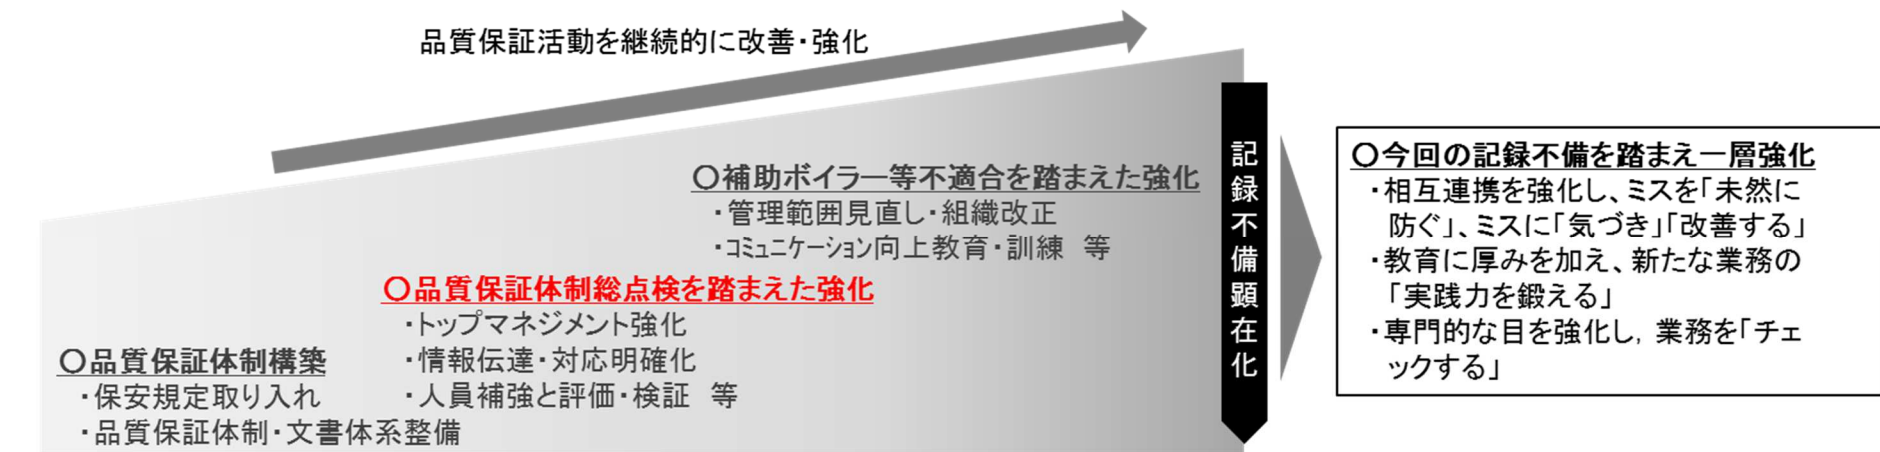 品質保証活動を継続的に改善・強化
〇補助ボイラー等不適合を踏まえた強化
・管理範囲見直し・組織改正
・コミュニケーション向上教育・訓練　等
〇品質保証体制総点検を踏まえた強化
・トップマネジメント強化
・情報伝達・対応明確化
・人員補強と評価・検証　等
〇品質保証体制構築
・保安規定取り入れ
・品質保証体制・文書体系整備
記録不備顕在化
〇今回の記録不備を踏まえ一層強化
・相互連携を強化し、ミスを「未然に
防ぐ」、ミスに「気づき」「改善する」
・教育に厚みを加え、新たな業務の
「実践力を鍛える」
・専門的な目を強化し，業務を「チェ
ックする」